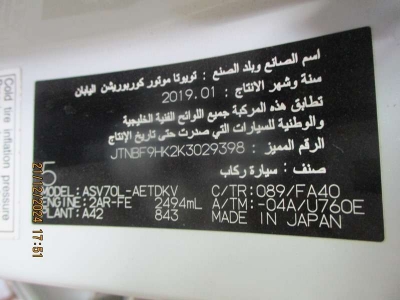 اسم الصانع وبلد الصنع : تويوتا موتور كوربوريشن اليابان
سنة وشهر الانتاج : 2019.01
تطابق هذه المركبة جميع اللوائح الفنية الخليجية
والوطنية للسيارات التي صدرت حتى تاريخ الإنتاج
الرقم المميز : JTNBF9HK2K3029398
صنف : سيارة ركاب
MODEL: ASV70L-AETDKV C/TR: 089/FA40
ENGINE: 2AR-FE 2494mL A/TM: -04A/U760E
PLANT: A42 843 MADE IN JAPAN
Cold tire inflation pressure
21/12/2024 17:51